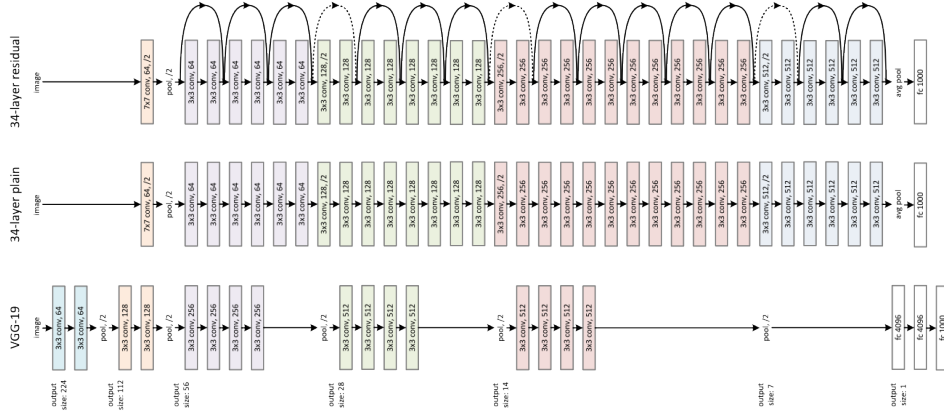 output
size: 224
output
size: 112
output
size: 56
output
size: 28
output
size: 14
output
size: 7
output
size: 1
VGG-19
image
3x3 conv, 64
3x3 conv, 64
pool, /2
3x3 conv, 128
3x3 conv, 128
pool, /2
3x3 conv, 256
3x3 conv, 256
3x3 conv, 256
3x3 conv, 256
pool, /2
3x3 conv, 512
3x3 conv, 512
3x3 conv, 512
3x3 conv, 512
pool, /2
3x3 conv, 512
3x3 conv, 512
3x3 conv, 512
3x3 conv, 512
pool, /2
fc 4096
fc 4096
fc 1000
34-layer plain
image
7x7 conv, 64, /2
pool, /2
3x3 conv, 64
3x3 conv, 64
3x3 conv, 64
3x3 conv, 64
3x3 conv, 64
3x3 conv, 64
3x3 conv, 128, /2
3x3 conv, 128
3x3 conv, 128
3x3 conv, 128
3x3 conv, 128
3x3 conv, 128
3x3 conv, 128
3x3 conv, 128
3x3 conv, 256, /2
3x3 conv, 256
3x3 conv, 256
3x3 conv, 256
3x3 conv, 256
3x3 conv, 256
3x3 conv, 256
3x3 conv, 256
3x3 conv, 256
3x3 conv, 256
3x3 conv, 256
3x3 conv, 256
3x3 conv, 512, /2
3x3 conv, 512
3x3 conv, 512
3x3 conv, 512
3x3 conv, 512
3x3 conv, 512
avg pool
fc 1000
34-layer residual
image
7x7 conv, 64, /2
pool, /2
3x3 conv, 64
3x3 conv, 64
3x3 conv, 64
3x3 conv, 64
3x3 conv, 64
3x3 conv, 64
3x3 conv, 128, /2
3x3 conv, 128
3x3 conv, 128
3x3 conv, 128
3x3 conv, 128
3x3 conv, 128
3x3 conv, 128
3x3 conv, 128
3x3 conv, 256, /2
3x3 conv, 256
3x3 conv, 256
3x3 conv, 256
3x3 conv, 256
3x3 conv, 256
3x3 conv, 256
3x3 conv, 256
3x3 conv, 256
3x3 conv, 256
3x3 conv, 256
3x3 conv, 256
3x3 conv, 512, /2
3x3 conv, 512
3x3 conv, 512
3x3 conv, 512
3x3 conv, 512
3x3 conv, 512
avg pool
fc 1000